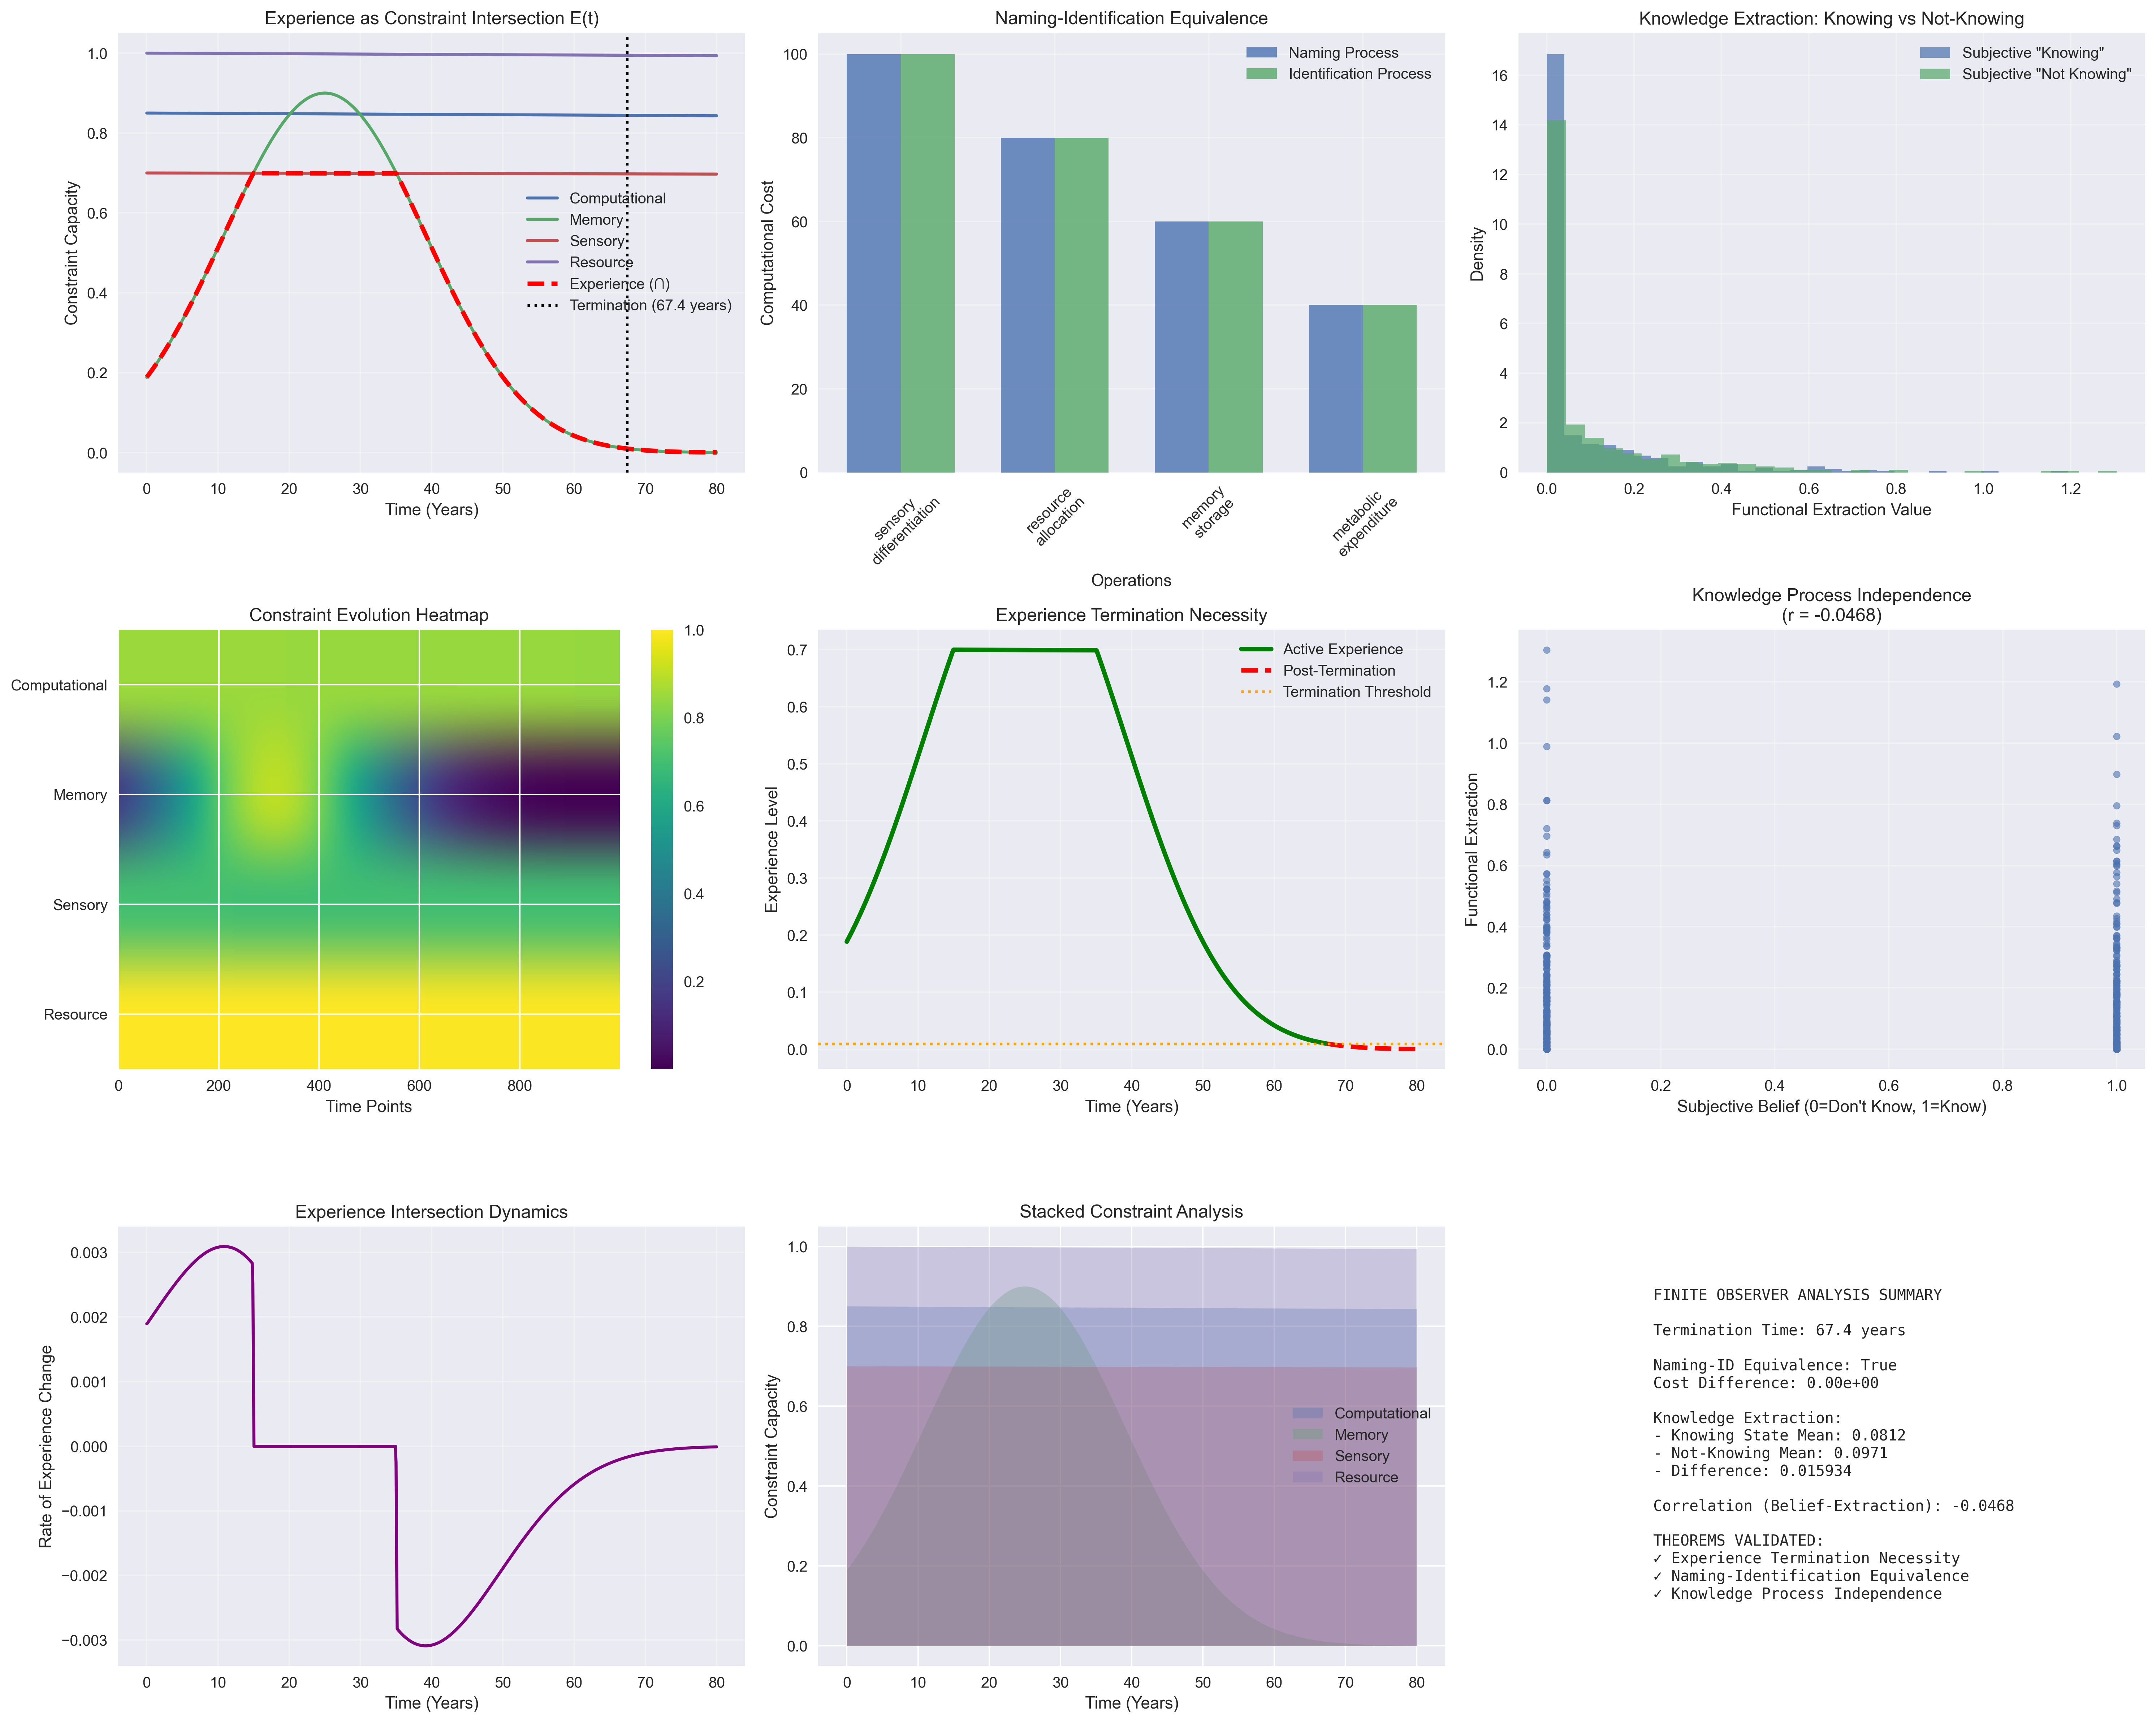 Experience as Constraint Intersection E(t)
Constraint Capacity
1.0
0.8
0.6
0.4
0.2
0.0
Computational
Memory
Sensory
Resource
Experience (∩)
Termination (67.4 years)
0 10 20 30 40 50 60 70 80
Time (Years)
Naming-Identification Equivalence
Computational Cost
100
80
60
40
20
0
Naming Process
Identification Process
sensory
differentiation
resource
allocation
memory
storage
metabolic
expenditure
Operations
Knowledge Extraction: Knowing vs Not-Knowing
Density
16
14
12
10
8
6
4
2
0
Subjective "Knowing"
Subjective "Not Knowing"
0.0 0.2 0.4 0.6 0.8 1.0 1.2
Functional Extraction Value
Constraint Evolution Heatmap
Computational
Memory
Sensory
Resource
0 200 400 600 800
Time Points
1.0
0.8
0.6
0.4
0.2
Experience Termination Necessity
Experience Level
0.7
0.6
0.5
0.4
0.3
0.2
0.1
0.0
Active Experience
Post-Termination
Termination Threshold
0 10 20 30 40 50 60 70 80
Time (Years)
Knowledge Process Independence
(r = -0.0468)
Functional Extraction
1.2
1.0
0.8
0.6
0.4
0.2
0.0
0.0 0.2 0.4 0.6 0.8 1.0
Subjective Belief (0=Don't Know, 1=Know)
Experience Intersection Dynamics
Rate of Experience Change
0.003
0.002
0.001
0.000
−0.001
−0.002
−0.003
0 10 20 30 40 50 60 70 80
Time (Years)
Stacked Constraint Analysis
Constraint Capacity
1.0
0.8
0.6
0.4
0.2
0.0
Computational
Memory
Sensory
Resource
0 10 20 30 40 50 60 70 80
Time (Years)
FINITE OBSERVER ANALYSIS SUMMARY
Termination Time: 67.4 years
Naming-ID Equivalence: True
Cost Difference: 0.00e+00
Knowledge Extraction:
- Knowing State Mean: 0.0812
- Not-Knowing Mean: 0.0971
- Difference: 0.015934
Correlation (Belief-Extraction): -0.0468
THEOREMS VALIDATED:
✓ Experience Termination Necessity
✓ Naming-Identification Equivalence
✓ Knowledge Process Independence